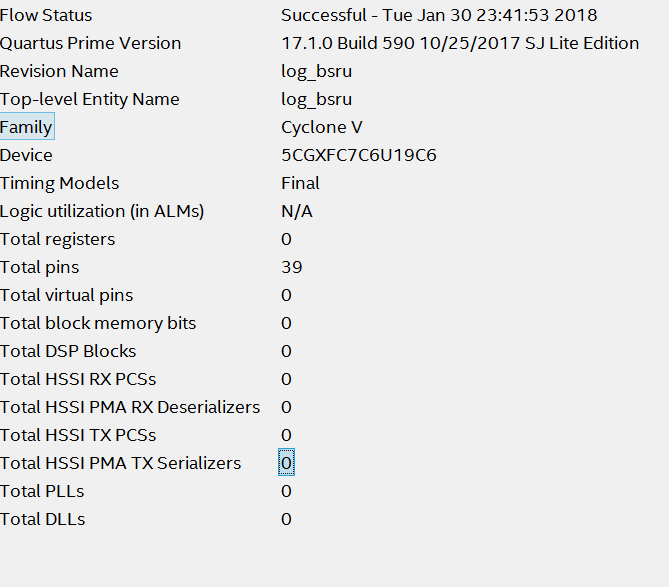 Flow Status Successful - Tue Jan 30 23:41:53 2018
Quartus Prime Version 17.1.0 Build 590 10/25/2017 SJ Lite Edition
Revision Name log_bsru
Top-level Entity Name log_bsru
Family Cyclone V
Device 5CGXFC7C6U19C6
Timing Models Final
Logic utilization (in ALMs) N/A
Total registers 0
Total pins 39
Total virtual pins 0
Total block memory bits 0
Total DSP Blocks 0
Total HSSI RX PCSs 0
Total HSSI PMA RX Deserializers 0
Total HSSI TX PCSs 0
Total HSSI PMA TX Serializers 0
Total PLLs 0
Total DLLs 0